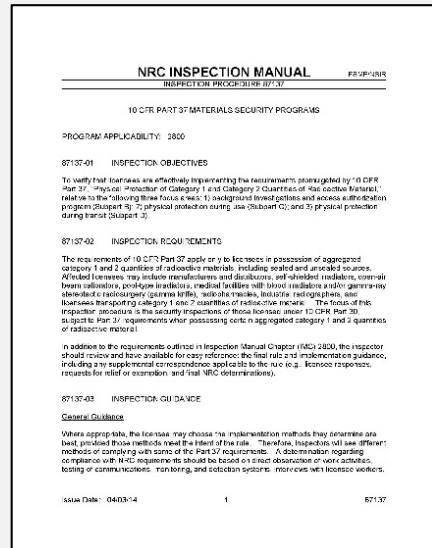 NRC INSPECTION MANUAL FSME/NSIR
INSPECTION PROCEDURE 87137
10 CFR PART 37 MATERIALS SECURITY PROGRAMS
PROGRAM APPLICABILITY: 2800
87137-01 INSPECTION OBJECTIVES
To verify that licensees are effectively implementing the requirements promulgated by 10 CFR
Part 37, "Physical Protection of Category 1 and Category 2 Quantities of Radioactive Material,"
relative to the following three focus areas: 1) background investigations and access authorization
program (Subpart B); 2) physical protection during use (Subpart C); and 3) physical protection
during transit (Subpart D).
87137-02 INSPECTION REQUIREMENTS
The requirements of 10 CFR Part 37 apply only to licensees in possession of aggregated
category 1 and 2 quantities of radioactive materials, including sealed and unsealed sources.
Affected licensees may include manufacturers and distributors, self-shielded irradiators, open-air
beam calibrators, pool-type irradiators, medical facilities with blood irradiators and/or gamma-ray
stereotactic radiosurgery (gamma knife), radiopharmacies, industrial radiographers, and
licensees transporting category 1 and 2 quantities of radioactive material. The focus of this
inspection procedure is the security inspections of those licensed under 10 CFR Part 30,
subject to Part 37 requirements when possessing certain aggregated category 1 and 2 quantities
of radioactive material.
In addition to the requirements outlined in Inspection Manual Chapter (IMC) 2800, the inspector
should review and have available for easy reference: the final rule and implementation guidance,
including any supplemental correspondence applicable to the rule (e.g., licensee responses,
requests for relief or exemption, and final NRC determinations).
87137-03 INSPECTION GUIDANCE
General Guidance
Where appropriate, the licensee may choose the implementation methods they determine are
best, provided those methods meet the intent of the rule. Therefore, inspectors will see different
methods of complying with some of the Part 37 requirements. A determination regarding
compliance with NRC requirements should be based on direct observation of work activities,
testing of communications, monitoring, and detection systems, interviews with licensee workers,
Issue Date: 04/03/14 1 87137